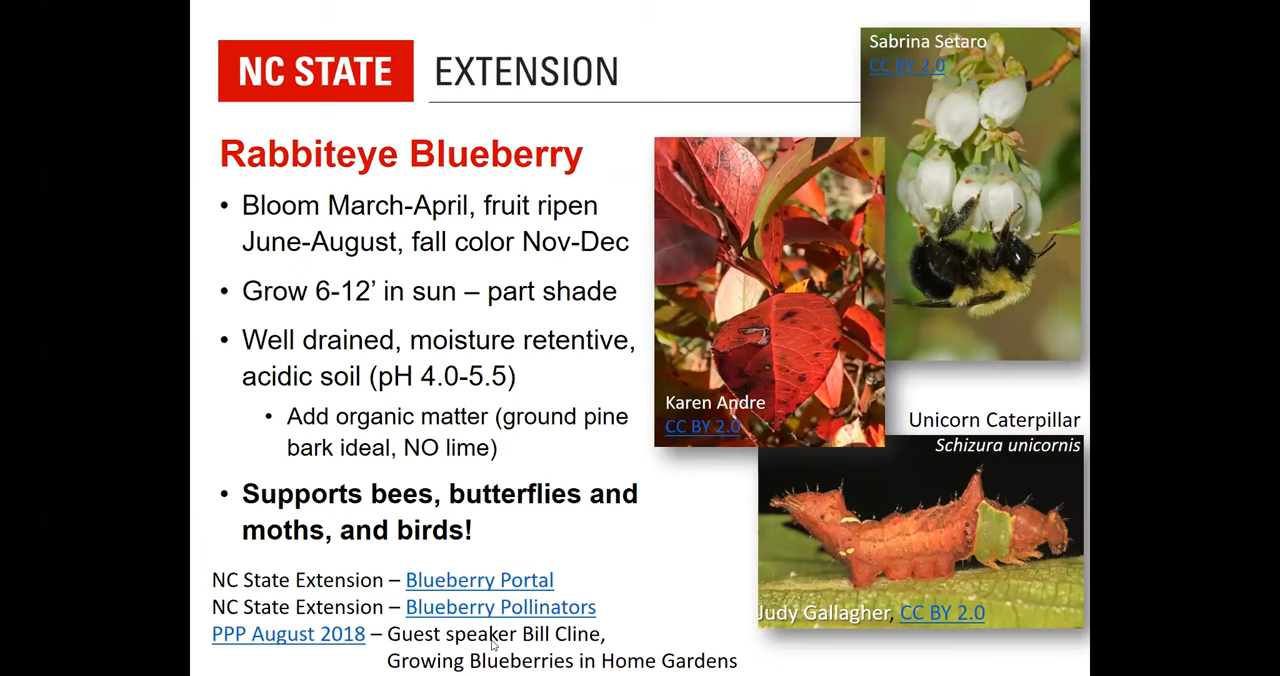 NC STATE EXTENSION
Rabbiteye Blueberry
• Bloom March-April, fruit ripen
June-August, fall color Nov-Dec
• Grow 6-12’ in sun – part shade
• Well drained, moisture retentive,
acidic soil (pH 4.0-5.5)
• Add organic matter (ground pine
bark ideal, NO lime)
• Supports bees, butterflies and
moths, and birds!
NC State Extension – Blueberry Portal
NC State Extension – Blueberry Pollinators
PPP August 2018 – Guest speaker Bill Cline,
Growing Blueberries in Home Gardens
Sabrina Setaro
CC BY 2.0
Karen Andre
CC BY 2.0
Unicorn Caterpillar
Schizura unicornis
Judy Gallagher, CC BY 2.0